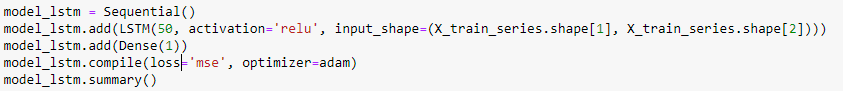 model_lstm = Sequential()
model_lstm.add(LSTM(50, activation='relu', input_shape=(X_train_series.shape[1], X_train_series.shape[2])))
model_lstm.add(Dense(1))
model_lstm.compile(loss='mse', optimizer=adam)
model_lstm.summary()